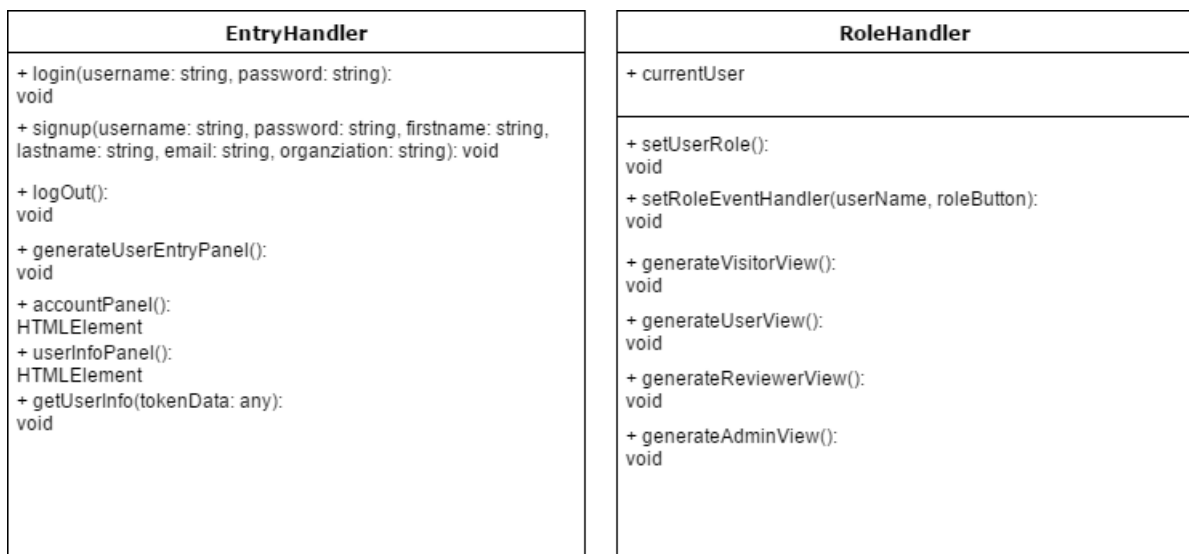 EntryHandler
+ login(username: string, password: string):
void
+ signup(username: string, password: string, firstname: string,
lastname: string, email: string, organziation: string): void
+ logOut():
void
+ generateUserEntryPanel():
void
+ accountPanel():
HTMLElement
+ userInfoPanel():
HTMLElement
+ getUserInfo(tokenData: any):
void
RoleHandler
+ currentUser
+ setUserRole():
void
+ setRoleEventHandler(userName, roleButton):
void
+ generateVisitorView():
void
+ generateUserView():
void
+ generateReviewerView():
void
+ generateAdminView():
void